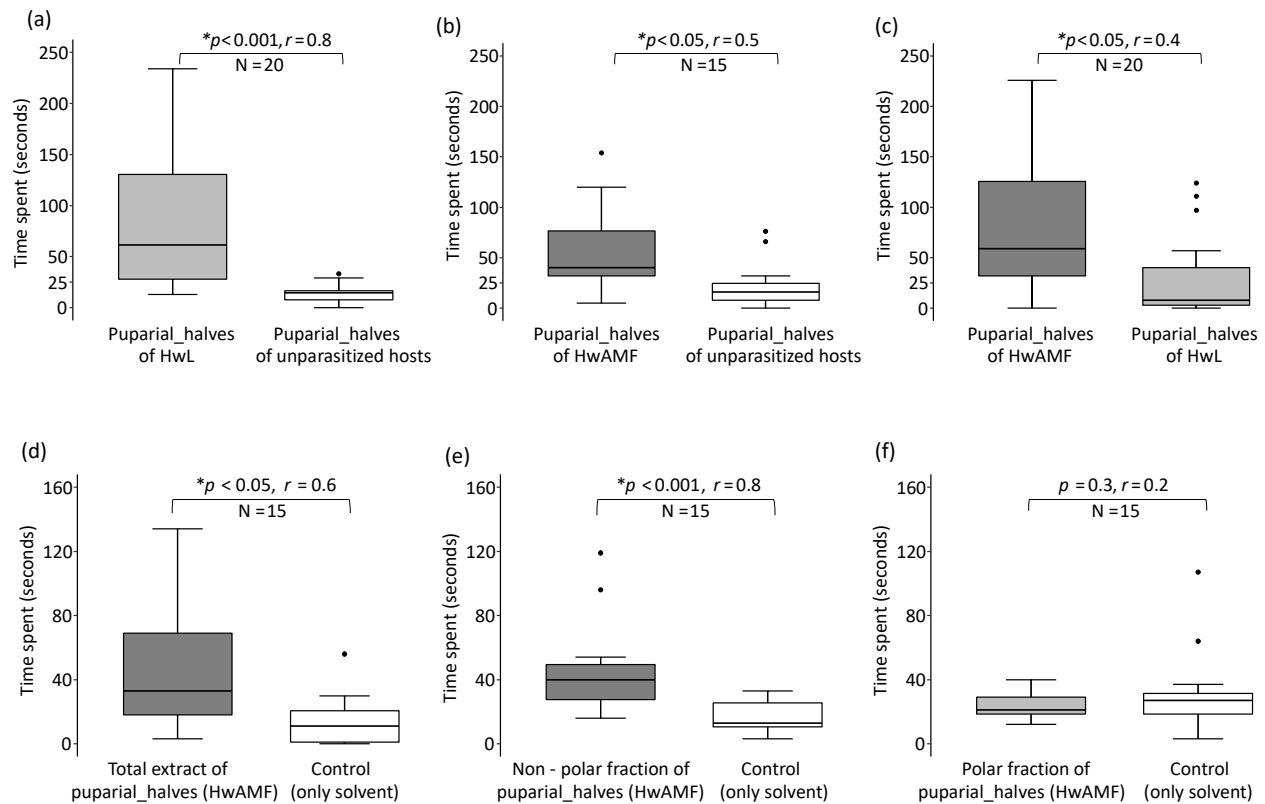 (a)
*p<0.001, r=0.8
N =20
250
200
150
100
50
25
0
Time spent (seconds)
Puparial_halves
of HwL
Puparial_halves
of unparasitized hosts
(b)
*p<0.05, r=0.5
N =15
250
200
150
100
50
25
0
Time spent (seconds)
Puparial_halves
of HwAMF
Puparial_halves
of unparasitized hosts
(c)
*p<0.05, r=0.4
N =20
250
200
150
100
50
25
0
Time spent (seconds)
Puparial_halves
of HwAMF
Puparial_halves
of HwL
(d)
*p < 0.05, r = 0.6
N =15
160
120
80
40
0
Time spent (seconds)
Total extract of
puparial_halves (HwAMF)
Control
(only solvent)
(e)
*p < 0.001, r = 0.8
N =15
160
120
80
40
0
Time spent (seconds)
Non - polar fraction of
puparial_halves (HwAMF)
Control
(only solvent)
(f)
p = 0.3, r = 0.2
N =15
160
120
80
40
0
Time spent (seconds)
Polar fraction of
puparial_halves (HwAMF)
Control
(only solvent)